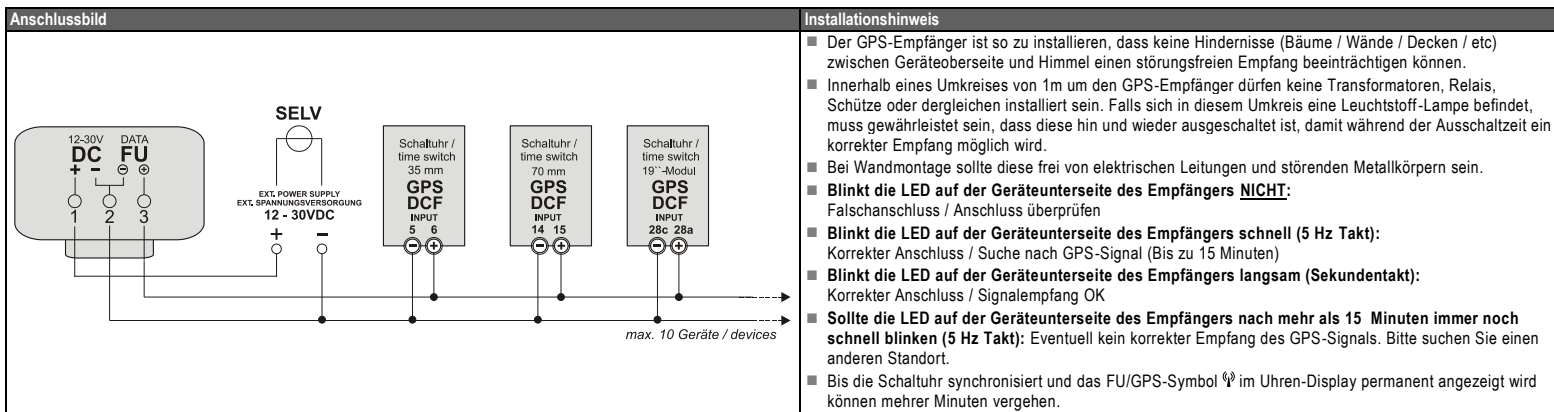 Anschlussbild
12-30V DATA
DC FU
+ − ⊖ ⊕
1 2 3
SELV
EXT. POWER SUPPLY
EXT. SPANNUNGSVERSORGUNG
12 - 30VDC
+ −
Schaltuhr /
time switch
35 mm
GPS
DCF
INPUT
5 6
⊖ ⊕
Schaltuhr /
time switch
70 mm
GPS
DCF
INPUT
14 15
⊖ ⊕
Schaltuhr /
time switch
19``-Modul
GPS
DCF
INPUT
28c 28a
⊖ ⊕
max. 10 Geräte / devices
Installationshinweis
■ Der GPS-Empfänger ist so zu installieren, dass keine Hindernisse (Bäume / Wände / Decken / etc)
zwischen Geräteoberseite und Himmel einen störungsfreien Empfang beeinträchtigen können.
■ Innerhalb eines Umkreises von 1m um den GPS-Empfänger dürfen keine Transformatoren, Relais,
Schütze oder dergleichen installiert sein. Falls sich in diesem Umkreis eine Leuchtstoff-Lampe befindet,
muss gewährleistet sein, dass diese hin und wieder ausgeschaltet ist, damit während der Ausschaltzeit ein
korrekter Empfang möglich wird.
■ Bei Wandmontage sollte diese frei von elektrischen Leitungen und störenden Metallkörpern sein.
■ Blinkt die LED auf der Geräteunterseite des Empfängers NICHT:
Falschanschluss / Anschluss überprüfen
■ Blinkt die LED auf der Geräteunterseite des Empfängers schnell (5 Hz Takt):
Korrekter Anschluss / Suche nach GPS-Signal (Bis zu 15 Minuten)
■ Blinkt die LED auf der Geräteunterseite des Empfängers langsam (Sekundentakt):
Korrekter Anschluss / Signalempfang OK
■ Sollte die LED auf der Geräteunterseite des Empfängers nach mehr als 15 Minuten immer noch
schnell blinken (5 Hz Takt): Eventuell kein korrekter Empfang des GPS-Signals. Bitte suchen Sie einen
anderen Standort.
■ Bis die Schaltuhr synchronisiert und das FU/GPS-Symbol im Uhren-Display permanent angezeigt wird
können mehrer Minuten vergehen.